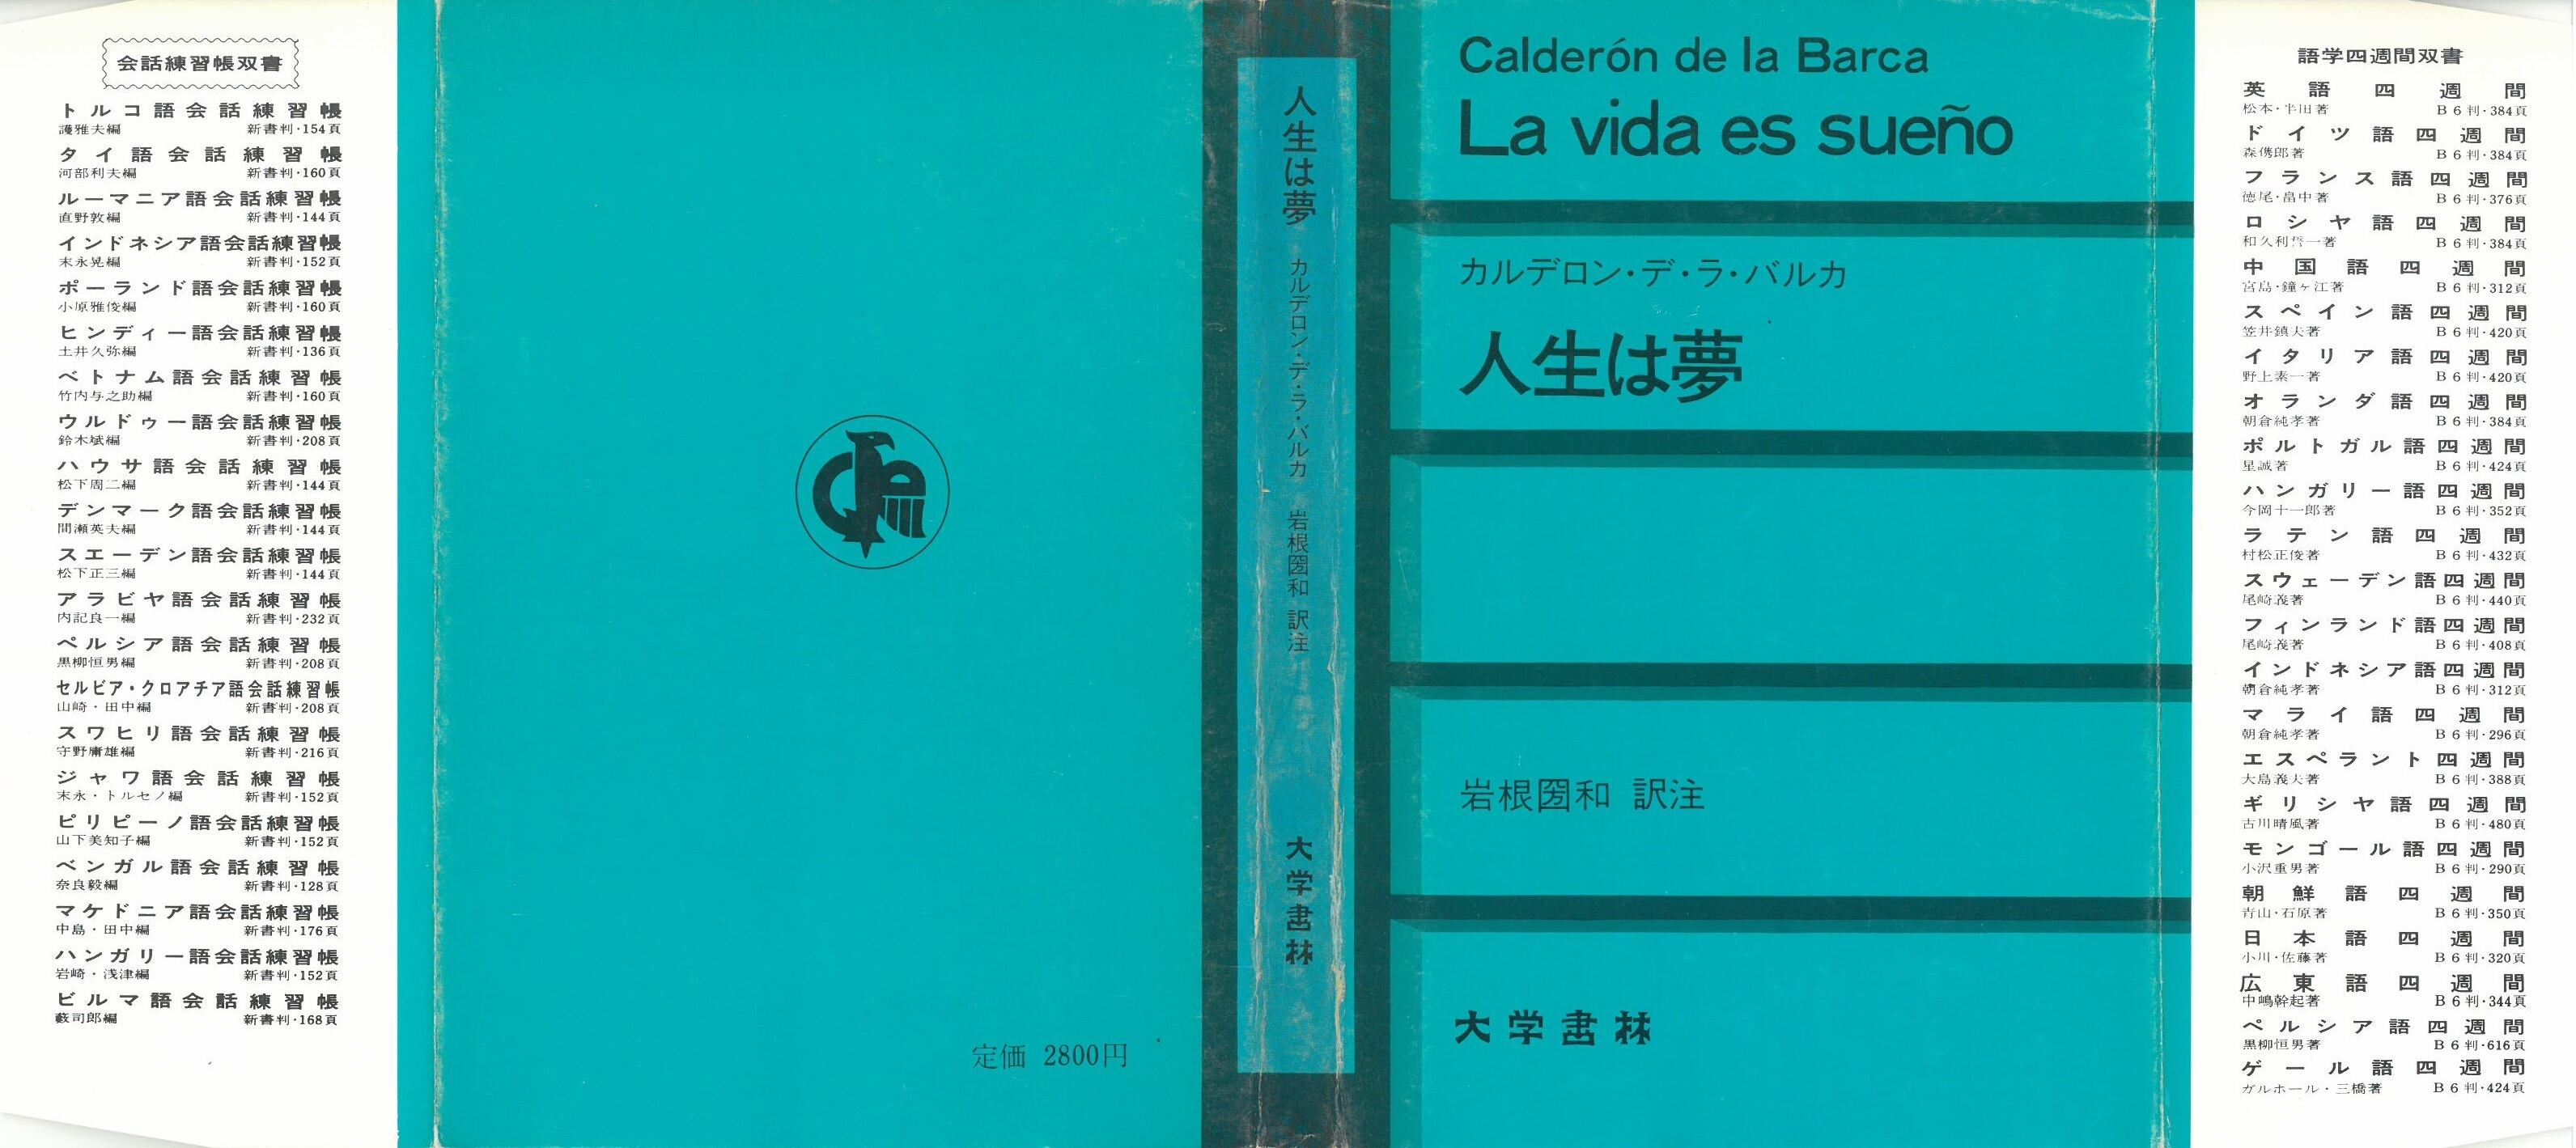 会話練習帳双書
トルコ語会話練習帳
護雅夫編 新書判・154頁
タイ語会話練習帳
河部利夫編 新書判・160頁
ルーマニア語会話練習帳
直野敦編 新書判・144頁
インドネシア語会話練習帳
末永晃編 新書判・152頁
ポーランド語会話練習帳
小原雅俊編 新書判・160頁
ヒンディー語会話練習帳
土井久弥編 新書判・136頁
ベトナム語会話練習帳
竹内与之助編 新書判・160頁
ウルドゥー語会話練習帳
鈴木斌編 新書判・208頁
ハウサ語会話練習帳
松下周二編 新書判・144頁
デンマーク語会話練習帳
間瀬英夫編 新書判・144頁
スエーデン語会話練習帳
松下正三編 新書判・144頁
アラビヤ語会話練習帳
内記良一編 新書判・232頁
ペルシア語会話練習帳
黒柳恒男編 新書判・208頁
セルビア・クロアチア語会話練習帳
山崎・田中編 新書判・208頁
スワヒリ語会話練習帳
守野庸雄編 新書判・216頁
ジャワ語会話練習帳
末永・トルセノ編 新書判・152頁
ピリピーノ語会話練習帳
山下美知子編 新書判・152頁
ベンガル語会話練習帳
奈良毅編 新書判・128頁
マケドニア語会話練習帳
中島・田中編 新書判・176頁
ハンガリー語会話練習帳
岩崎・浅津編 新書判・152頁
ビルマ語会話練習帳
藪司郎編 新書判・168頁
定価 2800円
人生は夢 カルデロン・デ・ラ・バルカ 岩根圀和 訳注 大学書林
Calderón de la Barca
La vida es sueño
カルデロン・デ・ラ・バルカ
人生は夢
岩根圀和 訳注
大学書林
語学四週間双書
英語四週間
松本・半田著 B6判・384頁
ドイツ語四週間
森儁郎著 B6判・384頁
フランス語四週間
徳尾・畠中著 B6判・376頁
ロシヤ語四週間
和久利誓一著 B6判・384頁
中国語四週間
宮島・鐘ヶ江著 B6判・312頁
スペイン語四週間
笠井鎮夫著 B6判・420頁
イタリア語四週間
野上素一著 B6判・420頁
オランダ語四週間
朝倉純孝著 B6判・384頁
ポルトガル語四週間
星誠著 B6判・424頁
ハンガリー語四週間
今岡十一郎著 B6判・352頁
ラテン語四週間
村松正俊著 B6判・432頁
スウェーデン語四週間
尾崎義著 B6判・440頁
フィンランド語四週間
尾崎義著 B6判・408頁
インドネシア語四週間
朝倉純孝著 B6判・312頁
マライ語四週間
朝倉純孝著 B6判・296頁
エスペラント四週間
大島義夫著 B6判・388頁
ギリシヤ語四週間
古川晴風著 B6判・480頁
モンゴール語四週間
小沢重男著 B6判・290頁
朝鮮語四週間
青山・石原著 B6判・350頁
日本語四週間
小川・佐藤著 B6判・320頁
広東語四週間
中嶋幹起著 B6判・344頁
ペルシア語四週間
黒柳恒男著 B6判・616頁
ゲール語四週間
ガルホール・三橋著 B6判・424頁